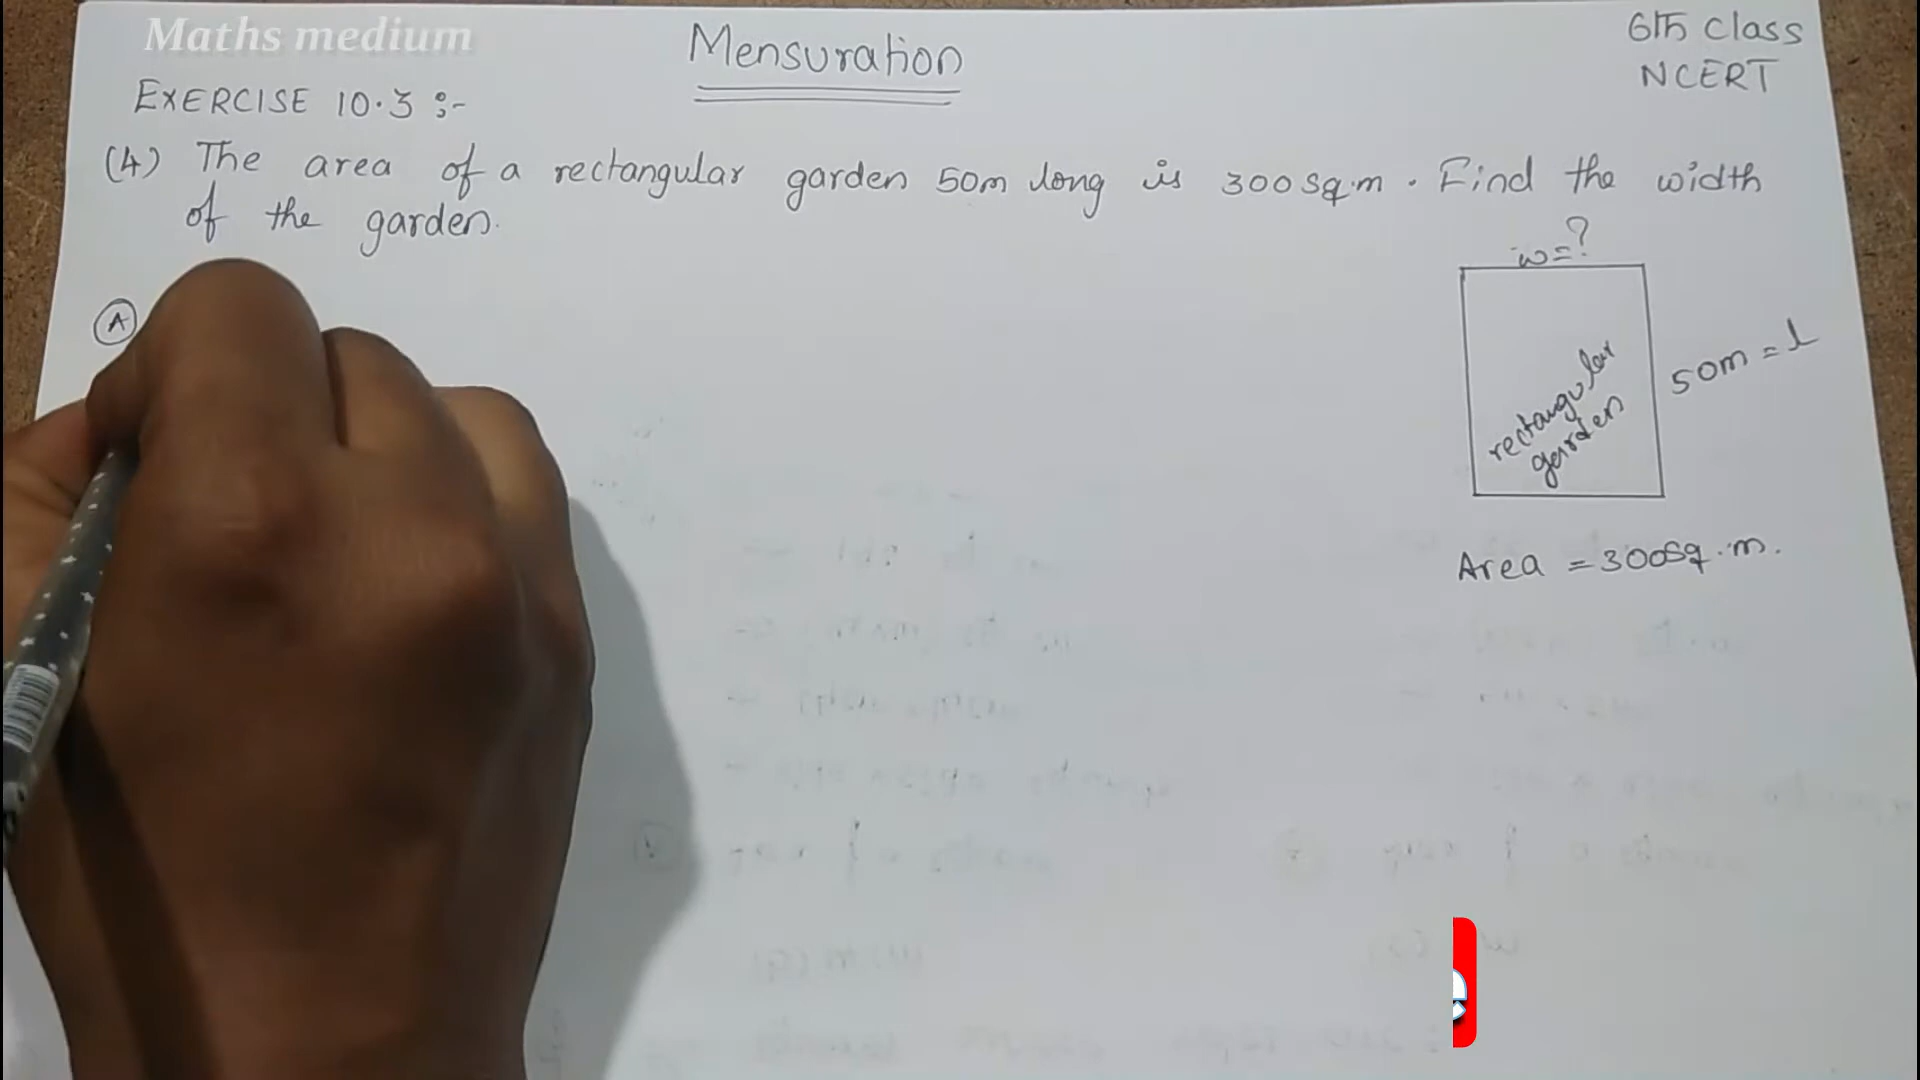 Maths medium
Mensuration
6th Class
NCERT
EXERCISE 10.3 :-
(4) The area of a rectangular garden 50m long is 300 sq.m. Find the width
of the garden.
w=?
A
rectangular
garden
50m = l
Area = 300sq.m.